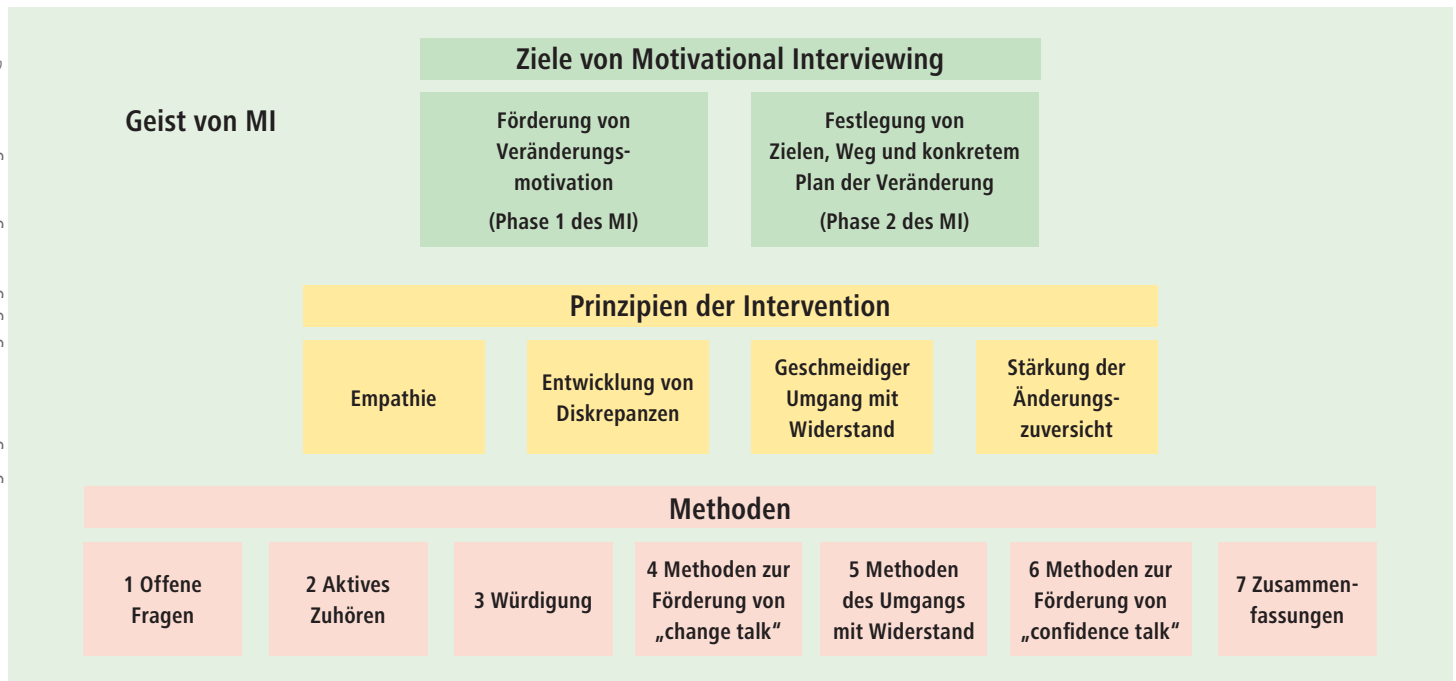 Ziele von Motivational Interviewing
Geist von MI
Förderung von
Veränderungs-
motivation
(Phase 1 des MI)
Festlegung von
Zielen, Weg und konkretem
Plan der Veränderung
(Phase 2 des MI)
Prinzipien der Intervention
Empathie
Entwicklung von
Diskrepanzen
Geschmeidiger
Umgang mit
Widerstand
Stärkung der
Änderungs-
zuversicht
Methoden
1 Offene
Fragen
2 Aktives
Zuhören
3 Würdigung
4 Methoden zur
Förderung von
„change talk“
5 Methoden
des Umgangs
mit Widerstand
6 Methoden zur
Förderung von
„confidence talk“
7 Zusammen-
fassungen